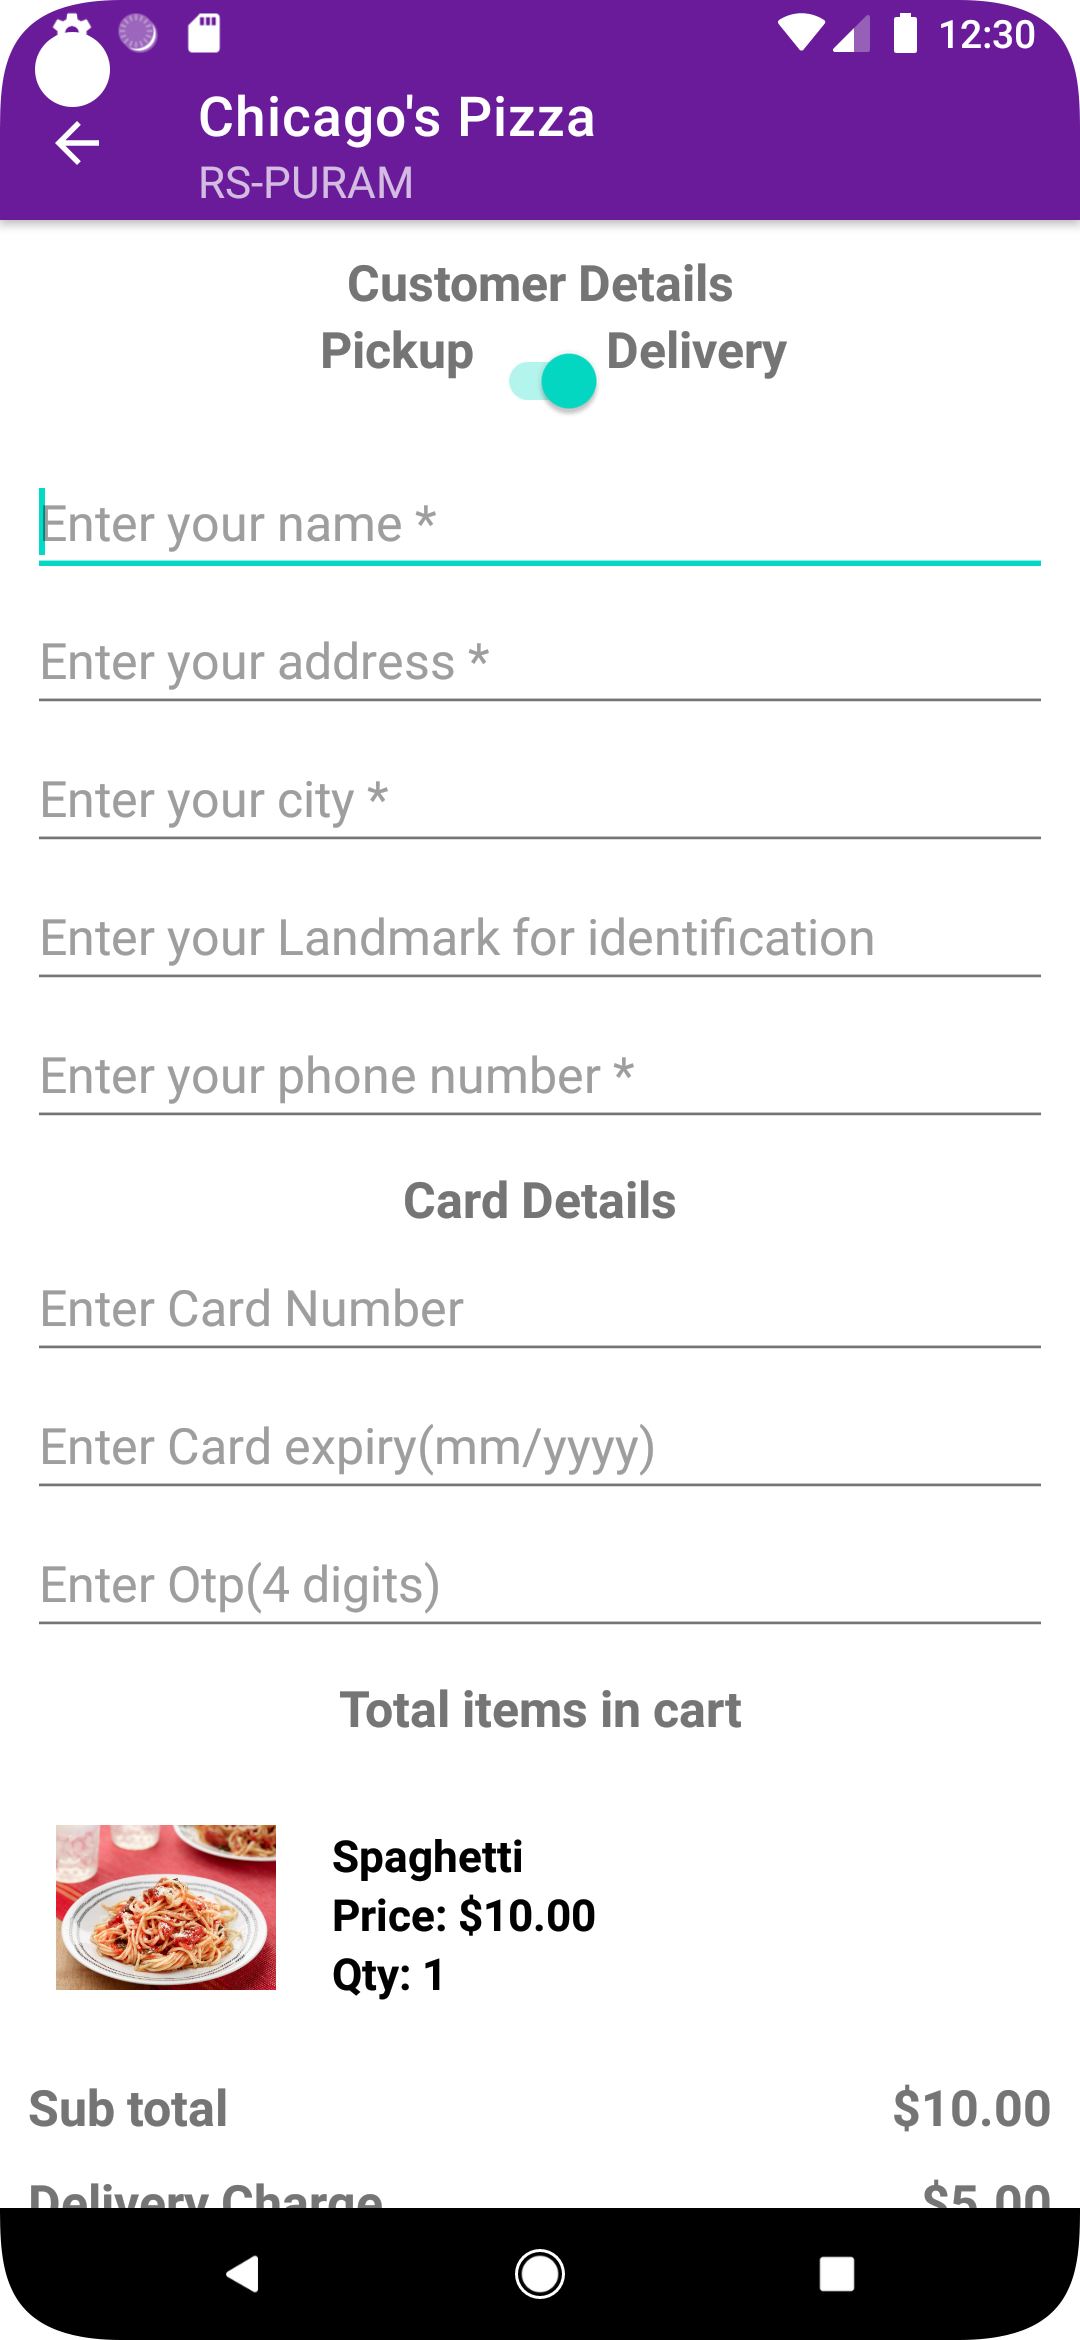 12:30
Chicago's Pizza
RS-PURAM
Customer Details
Pickup Delivery
Enter your name *
Enter your address *
Enter your city *
Enter your Landmark for identification
Enter your phone number *
Card Details
Enter Card Number
Enter Card expiry(mm/yyyy)
Enter Otp(4 digits)
Total items in cart
Spaghetti
Price: $10.00
Qty: 1
Sub total $10.00
Delivery Charge $5.00